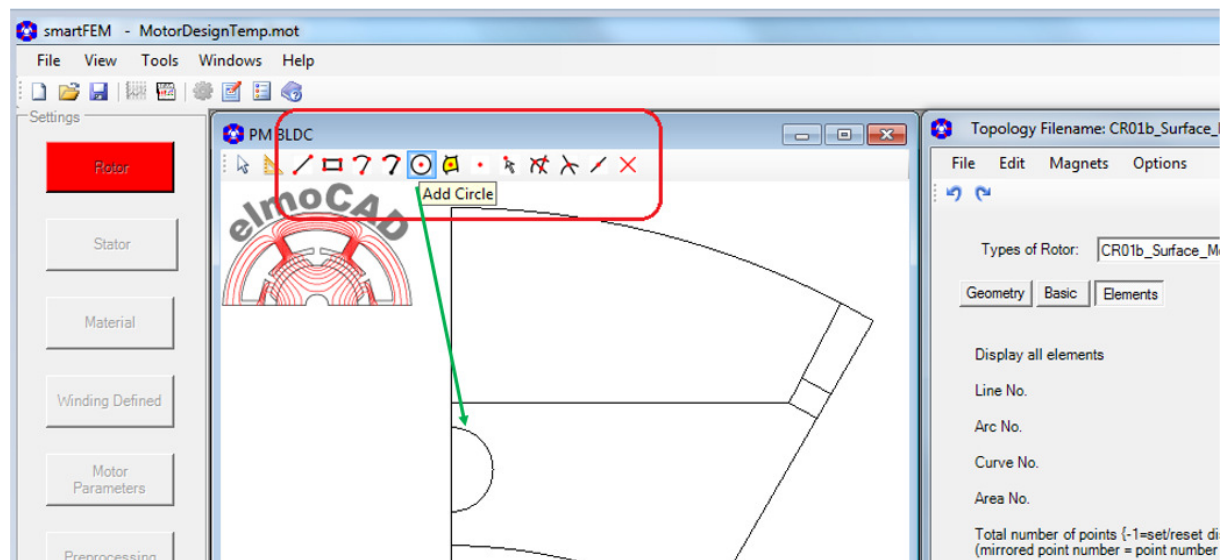 smartFEM - MotorDesignTemp.mot
File View Tools Windows Help
Settings
Rotor
Stator
Material
Winding Defined
Motor
Parameters
Preprocessing
PM BLDC
Add Circle
elmoCAD
Topology Filename: CR01b_Surface_
File Edit Magnets Options
Types of Rotor: CR01b_Surface_Mo
Geometry Basic Elements
Display all elements
Line No.
Arc No.
Curve No.
Area No.
Total number of points {-1=set/reset di
(mirrored point number = point number